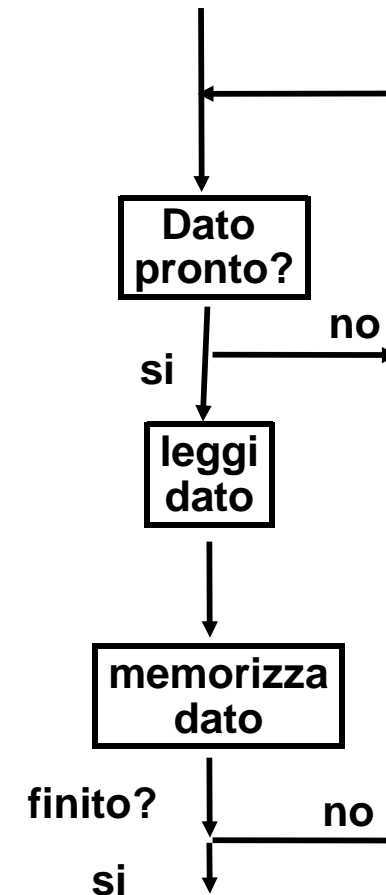 Dato
pronto?
no
si
leggi
dato
memorizza
dato
finito?
no
si